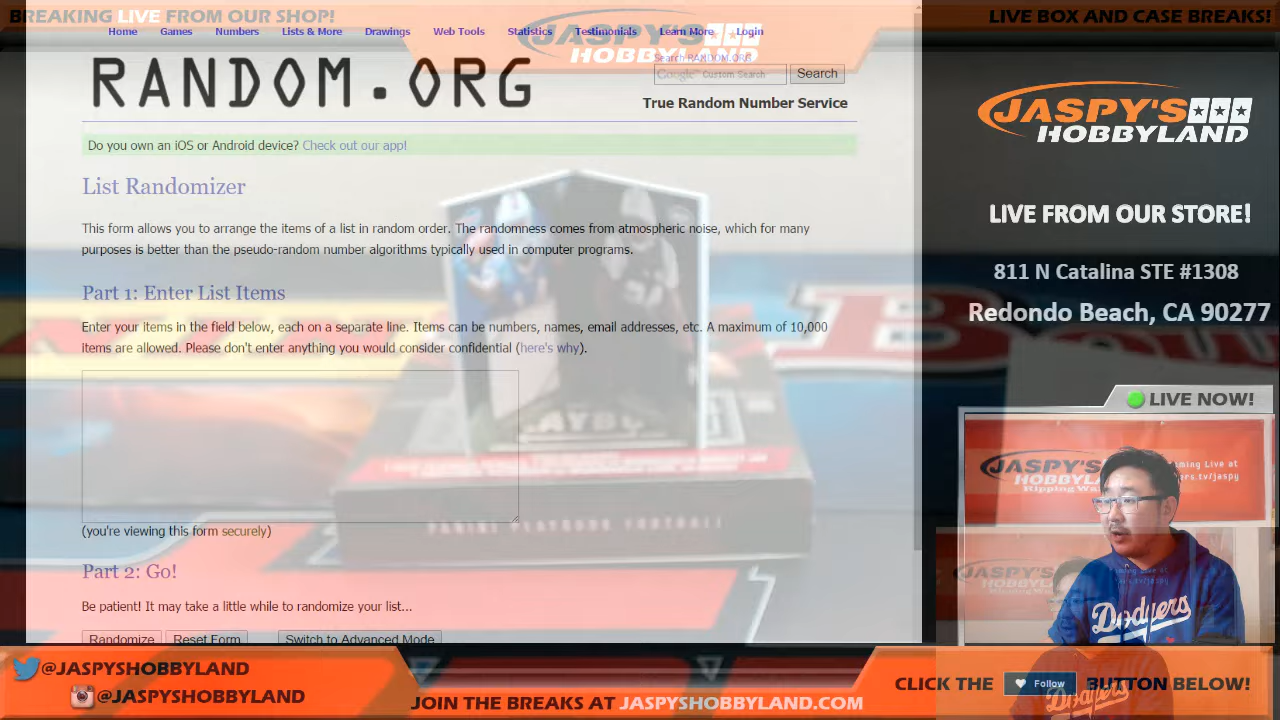 BREAKING LIVE FROM OUR SHOP!
LIVE BOX AND CASE BREAKS!
Home Games Numbers Lists & More Drawings Web Tools Statistics Testimonials Learn More Login
JASPY'S
HOBBYLAND
Search RANDOM.ORG
RANDOM.ORG
Google™ Custom Search Search
True Random Number Service
Do you own an iOS or Android device? Check out our app!
List Randomizer
This form allows you to arrange the items of a list in random order. The randomness comes from atmospheric noise, which for many
purposes is better than the pseudo-random number algorithms typically used in computer programs.
Part 1: Enter List Items
Enter your items in the field below, each on a separate line. Items can be numbers, names, email addresses, etc. A maximum of 10,000
items are allowed. Please don't enter anything you would consider confidential (here's why).
PANINI PLAYBOOK FOOTBALL
(you're viewing this form securely)
Part 2: Go!
Be patient! It may take a little while to randomize your list...
Randomize Reset Form Switch to Advanced Mode
JASPY'S
HOBBYLAND
LIVE FROM OUR STORE!
811 N Catalina STE #1308
Redondo Beach, CA 90277
LIVE NOW!
JASPY'S
HOBBYLAND
Dodgers
@JASPYSHOBBYLAND
@JASPYSHOBBYLAND
JOIN THE BREAKS AT JASPYSHOBBYLAND.COM
CLICK THE Follow BUTTON BELOW!
Dodgers